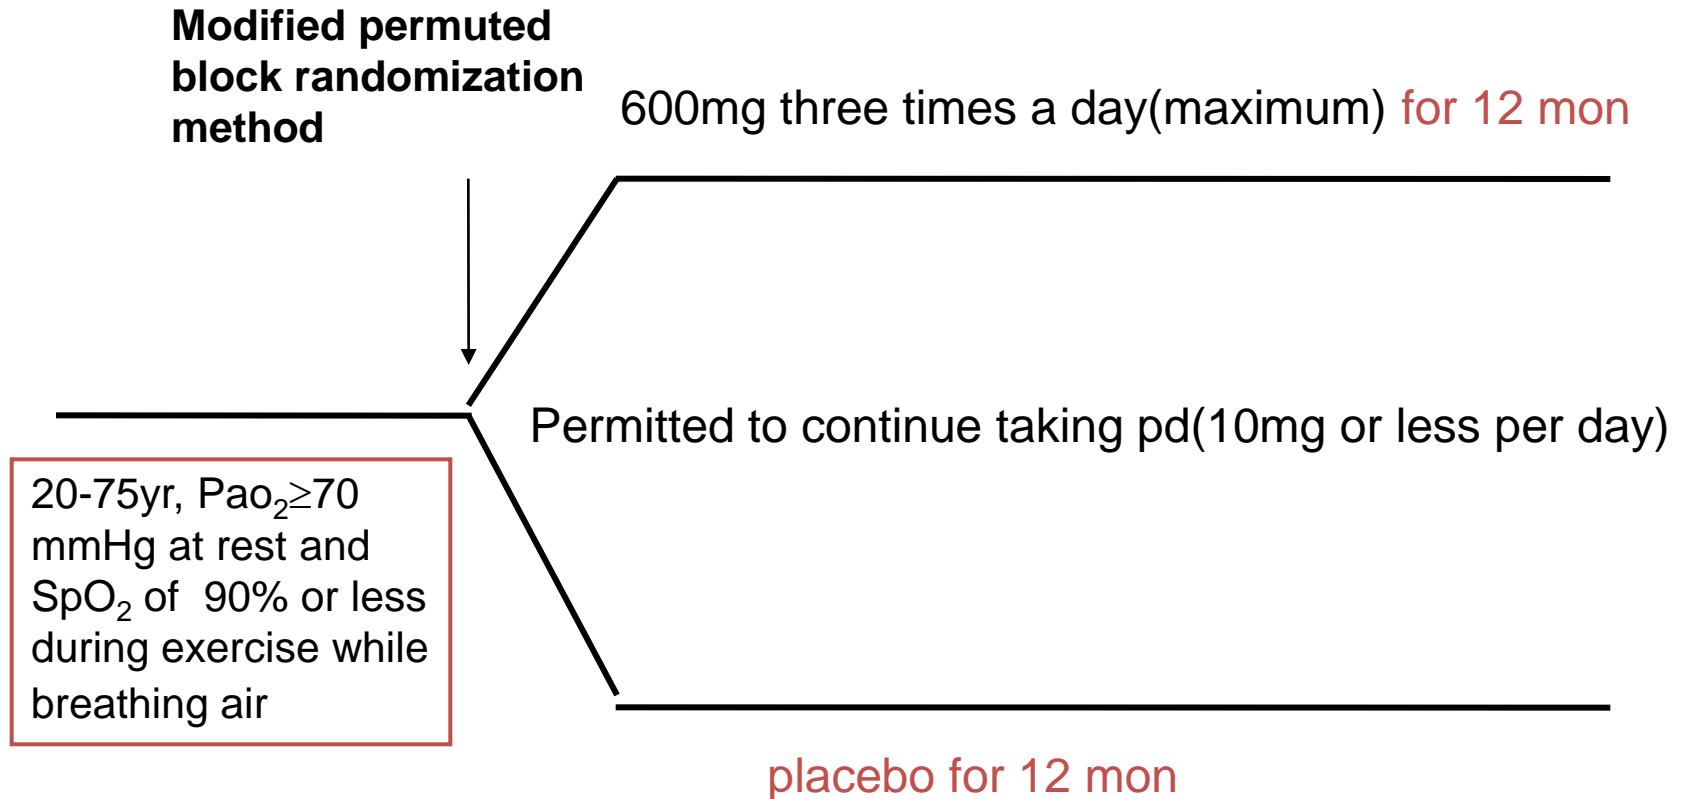 Modified permuted
block randomization
method
600mg three times a day(maximum) for 12 mon
Permitted to continue taking pd(10mg or less per day)
20-75yr, Pao₂≥70
mmHg at rest and
SpO₂ of 90% or less
during exercise while
breathing air
placebo for 12 mon